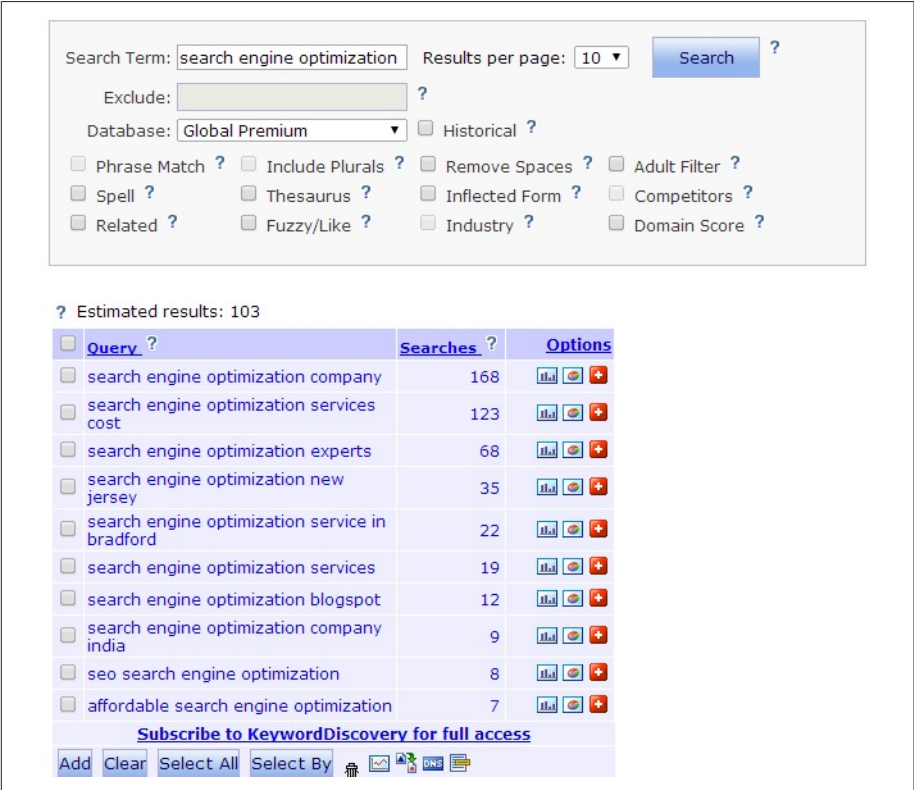 Search Term: search engine optimization Results per page: 10 Search ?
Exclude: ?
Database: Global Premium Historical ?
Phrase Match ? Include Plurals ? Remove Spaces ? Adult Filter ?
Spell ? Thesaurus ? Inflected Form ? Competitors ?
Related ? Fuzzy/Like ? Industry ? Domain Score ?
? Estimated results: 103
Query ? Searches ? Options
search engine optimization company 168
search engine optimization services
cost 123
search engine optimization experts 68
search engine optimization new
jersey 35
search engine optimization service in
bradford 22
search engine optimization services 19
search engine optimization blogspot 12
search engine optimization company
india 9
seo search engine optimization 8
affordable search engine optimization 7
Subscribe to KeywordDiscovery for full access
Add Clear Select All Select By DNS